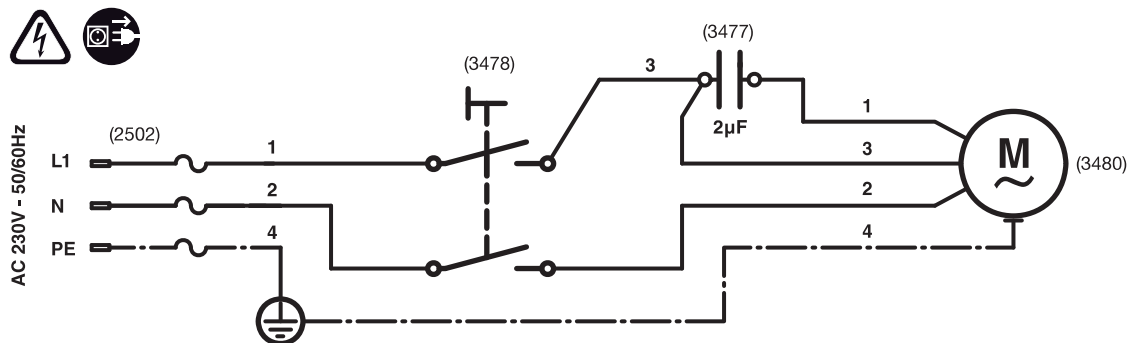 (3477)
(3478)
3
2µF
1
AC 230V - 50/60Hz
(2502)
L1
1
3
M
(3480)
N
2
2
PE
4
4